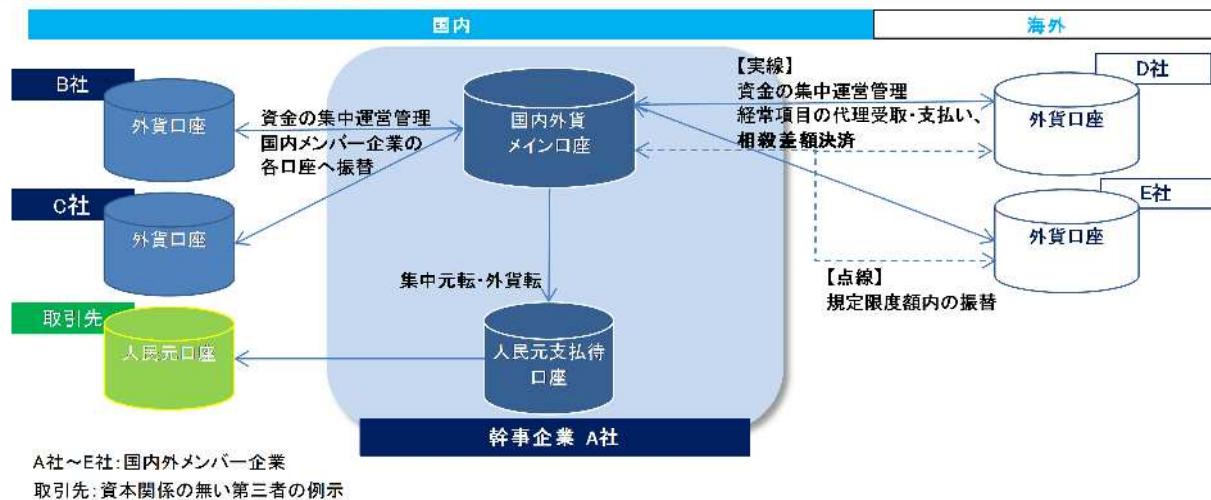 国内
海外
B社
外貨口座
C社
外貨口座
取引先
人民元口座
資金の集中運営管理
国内メンバー企業の
各口座へ振替
国内外貨
メイン口座
集中元転・外貨転
人民元支払待
口座
幹事企業 A社
【実線】
資金の集中運営管理
経常項目の代理受取・支払い、
相殺差額決済
D社
外貨口座
E社
外貨口座
【点線】
規定限度額内の振替
A社～E社:国内外メンバー企業
取引先:資本関係の無い第三者の例示